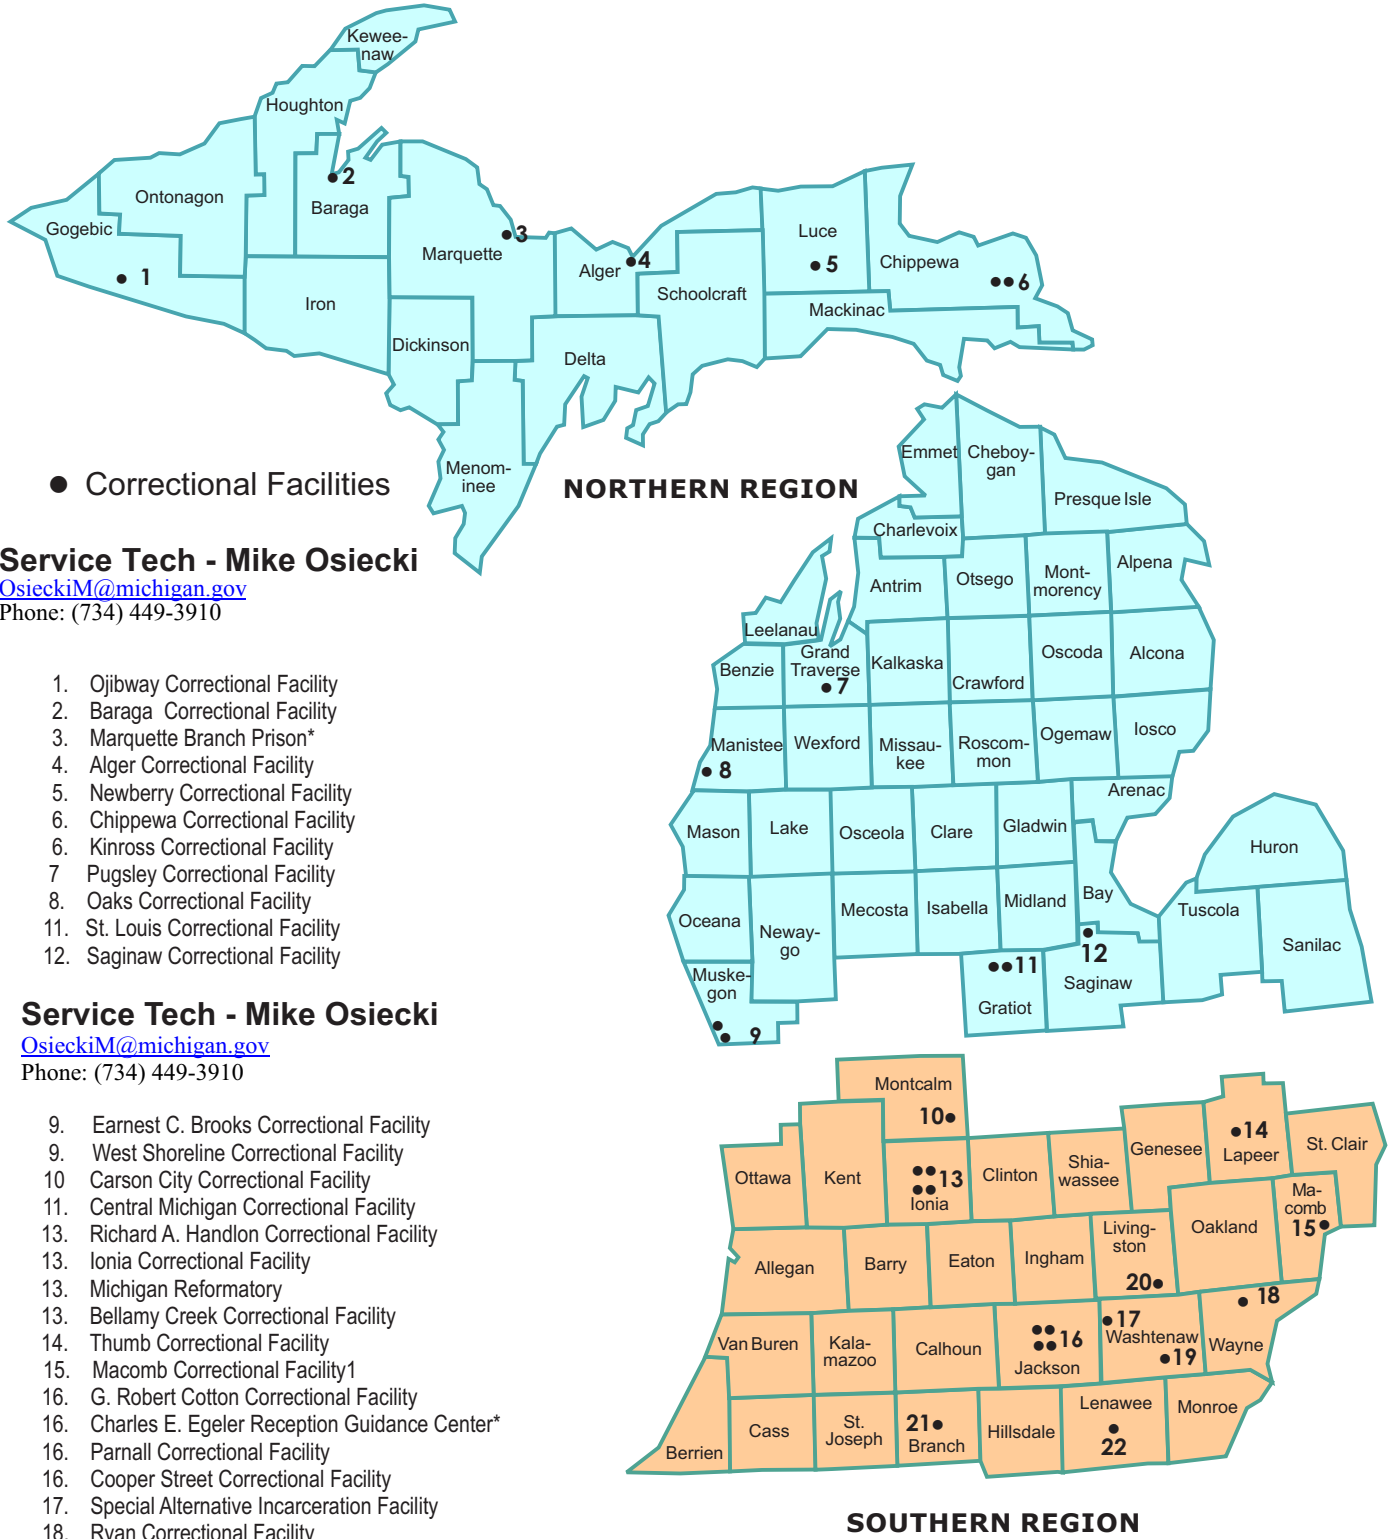 Kewee-
naw
Houghton
Ontonagon
Gogebic
1
2
Baraga
3
Marquette
4
Alger
Luce
5
Chippewa
6
Schoolcraft
Mackinac
Iron
Dickinson
Delta
Menom-
inee
● Correctional Facilities
NORTHERN REGION
Emmet
Cheboy-
gan
Presque Isle
Charlevoix
Antrim
Otsego
Mont-
morency
Alpena
Leelanau
Benzie
Grand
Traverse
7
Kalkaska
Crawford
Oscoda
Alcona
Manistee
8
Wexford
Missau-
kee
Roscom-
mon
Ogemaw
Iosco
Arenac
Mason
Lake
Osceola
Clare
Gladwin
Huron
Oceana
Neway-
go
Mecosta
Isabella
Midland
Bay
Tuscola
Sanilac
12
Saginaw
11
Gratiot
Muske-
gon
9
Service Tech - Mike Osiecki
OsieckiM@michigan.gov
Phone: (734) 449-3910
1. Ojibway Correctional Facility
2. Baraga Correctional Facility
3. Marquette Branch Prison*
4. Alger Correctional Facility
5. Newberry Correctional Facility
6. Chippewa Correctional Facility
6. Kinross Correctional Facility
7 Pugsley Correctional Facility
8. Oaks Correctional Facility
11. St. Louis Correctional Facility
12. Saginaw Correctional Facility
Service Tech - Mike Osiecki
OsieckiM@michigan.gov
Phone: (734) 449-3910
9. Earnest C. Brooks Correctional Facility
9. West Shoreline Correctional Facility
10 Carson City Correctional Facility
11. Central Michigan Correctional Facility
13. Richard A. Handlon Correctional Facility
13. Ionia Correctional Facility
13. Michigan Reformatory
13. Bellamy Creek Correctional Facility
14. Thumb Correctional Facility
15. Macomb Correctional Facility1
16. G. Robert Cotton Correctional Facility
16. Charles E. Egeler Reception Guidance Center*
16. Parnall Correctional Facility
16. Cooper Street Correctional Facility
17. Special Alternative Incarceration Facility
18. Ryan Correctional Facility
Montcalm
10
Ottawa
Kent
13
Ionia
Clinton
Shia-
wassee
Genesee
14
Lapeer
St. Clair
Ma-
comb
15
Oakland
Living-
ston
20
Allegan
Barry
Eaton
Ingham
Van Buren
Kala-
mazoo
Calhoun
16
Jackson
17
Washtenaw
19
18
Wayne
Berrien
Cass
St.
Joseph
21
Branch
Hillsdale
Lenawee
22
Monroe
SOUTHERN REGION